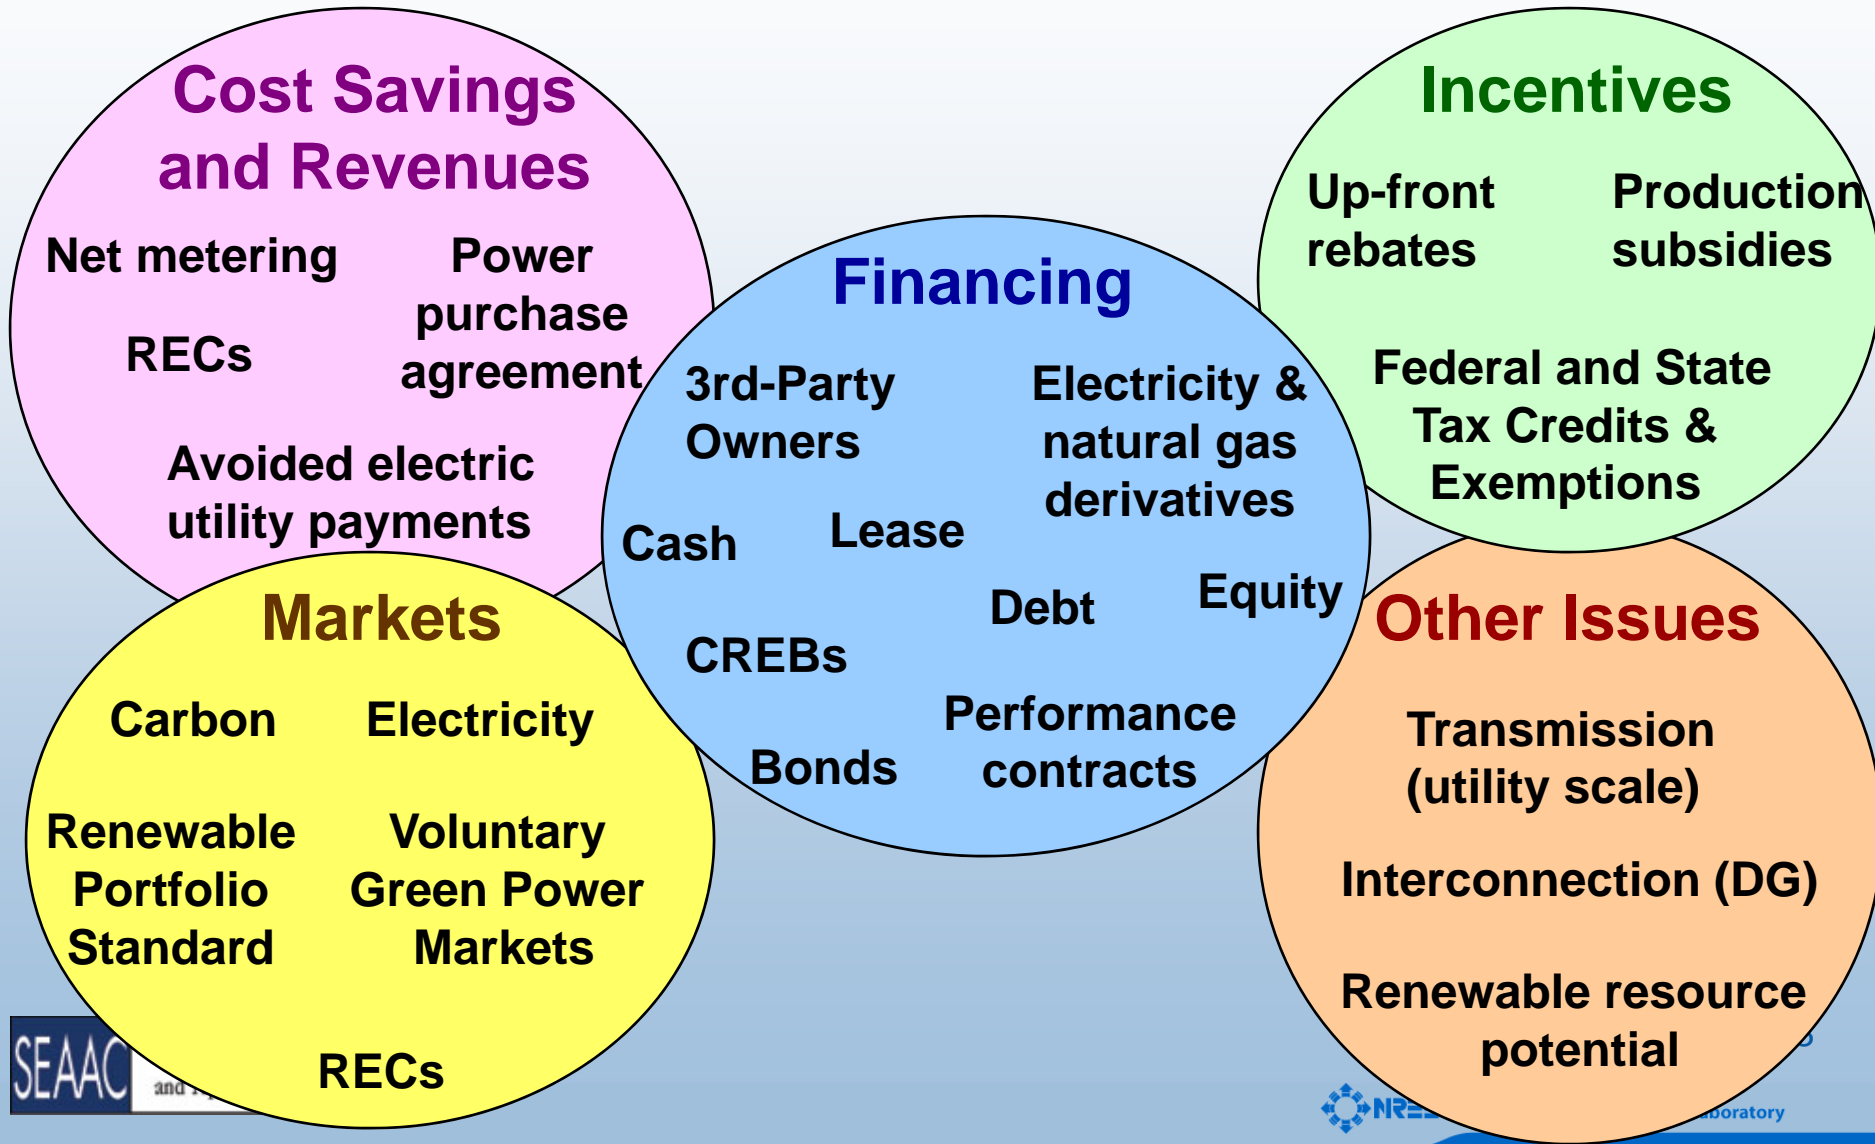 Cost Savings
and Revenues
Net metering
Power
purchase
agreement
RECs
Avoided electric
utility payments
Incentives
Up-front
rebates
Production
subsidies
Federal and State
Tax Credits &
Exemptions
Financing
3rd-Party
Owners
Electricity &
natural gas
derivatives
Cash
Lease
Debt
Equity
CREBs
Bonds
Performance
contracts
Markets
Carbon
Electricity
Renewable
Portfolio
Standard
Voluntary
Green Power
Markets
RECs
Other Issues
Transmission
(utility scale)
Interconnection (DG)
Renewable resource
potential
SEAAC
and